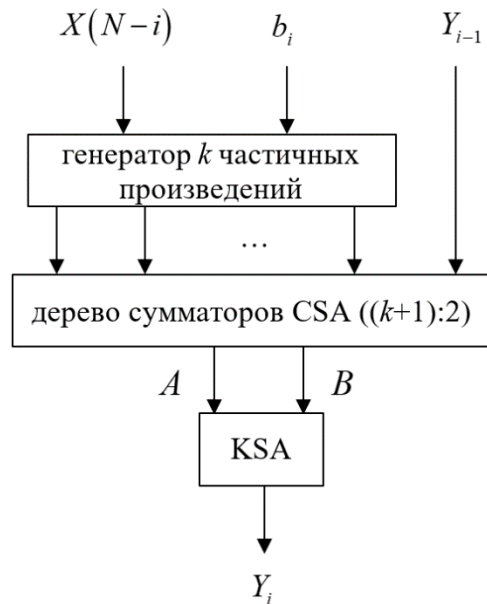 X(N−i) b_i Y_{i−1}
генератор k частичных
произведений
...
дерево сумматоров CSA ((k+1):2)
A B
KSA
Y_i